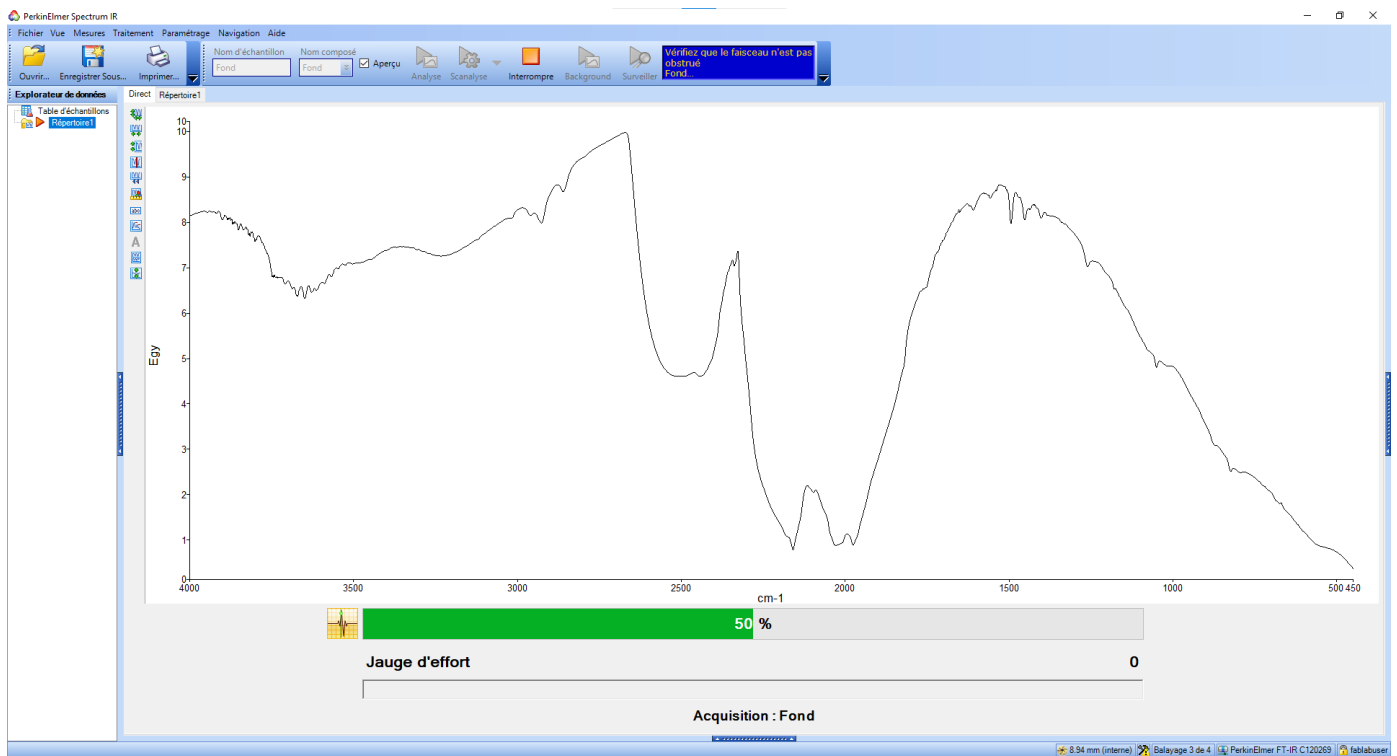 PerkinElmer Spectrum IR
Fichier Vue Mesures Traitement Paramétrage Navigation Aide
Ouvrir... Enregistrer Sous... Imprimer...
Nom d'échantillon Nom composé
Fond Fond Aperçu
Analyse Scanalyse Interrompre Background Surveiller
Vérifiez que le faisceau n'est pas
obstrué
Fond...
Explorateur de données
Table d'échantillons
Répertoire1
Direct Répertoire1
A
Egy
10
10
9
8
7
6
5
4
3
2
1
0
4000 3500 3000 2500 2000 1500 1000 500 450
cm-1
50 %
Jauge d'effort 0
Acquisition : Fond
8.94 mm (interne) Balayage 3 de 4 PerkinElmer FT-IR C120269 fablabuser